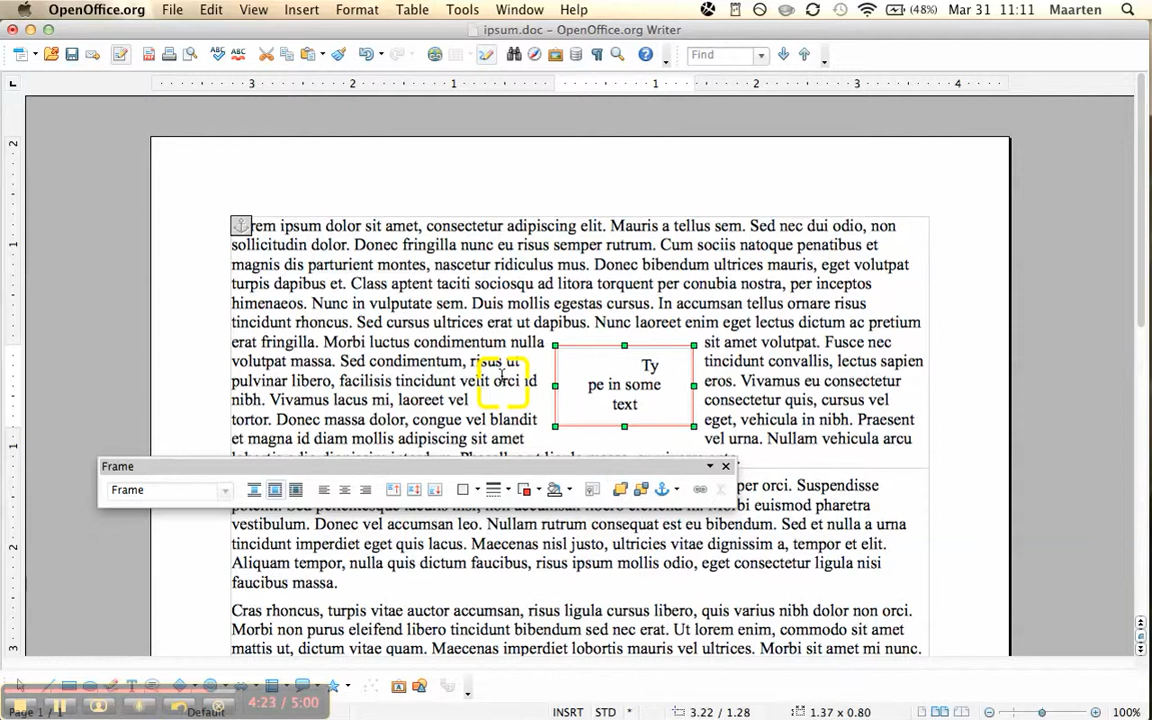 OpenOffice.org File Edit View Insert Format Table Tools Window Help (48%) Mar 31 11:11 Maarten
ipsum.doc – OpenOffice.org Writer
Find
3 2 1 1 2 3 4
2
1
1
2
3
rem ipsum dolor sit amet, consectetur adipiscing elit. Mauris a tellus sem. Sed nec dui odio, non
sollicitudin dolor. Donec fringilla nunc eu risus semper rutrum. Cum sociis natoque penatibus et
magnis dis parturient montes, nascetur ridiculus mus. Donec bibendum ultrices mauris, eget volutpat
turpis dapibus et. Class aptent taciti sociosqu ad litora torquent per conubia nostra, per inceptos
himenaeos. Nunc in vulputate sem. Duis mollis egestas cursus. In accumsan tellus ornare risus
tincidunt rhoncus. Sed cursus ultrices erat ut dapibus. Nunc laoreet enim eget lectus dictum ac pretium
erat fringilla. Morbi luctus condimentum nulla sit amet volutpat. Fusce nec
volutpat massa. Sed condimentum, risus ut tincidunt convallis, lectus sapien
pulvinar libero, facilisis tincidunt velit orci id eros. Vivamus eu consectetur
nibh. Vivamus lacus mi, laoreet vel consectetur quis, cursus vel
tortor. Donec massa dolor, congue vel blandit eget, vehicula in nibh. Praesent
et magna id diam mollis adipiscing sit amet vel urna. Nullam vehicula arcu
Ty
pe in some
text
Frame
Frame
per orci. Suspendisse
euismod pharetra
vestibulum. Donec vel accumsan leo. Nullam rutrum consequat est eu bibendum. Sed et nulla a urna
tincidunt imperdiet eget quis lacus. Maecenas nisl justo, ultricies vitae dignissim a, tempor et elit.
Aliquam tempor, nulla quis dictum faucibus, risus ipsum mollis odio, eget consectetur ligula nisi
faucibus massa.
Cras rhoncus, turpis vitae auctor accumsan, risus ligula cursus libero, quis varius nibh dolor non orci.
Morbi non purus eleifend libero tincidunt bibendum sed nec erat. Ut lorem enim, commodo sit amet
mattis ut, dictum vitae quam. Maecenas imperdiet lobortis mauris vel ultrices. Morbi sit amet mi nunc.
4:23 / 5:00
Page 1 / 1 Default INSRT STD * 3.22 / 1.28 1.37 x 0.80 100%